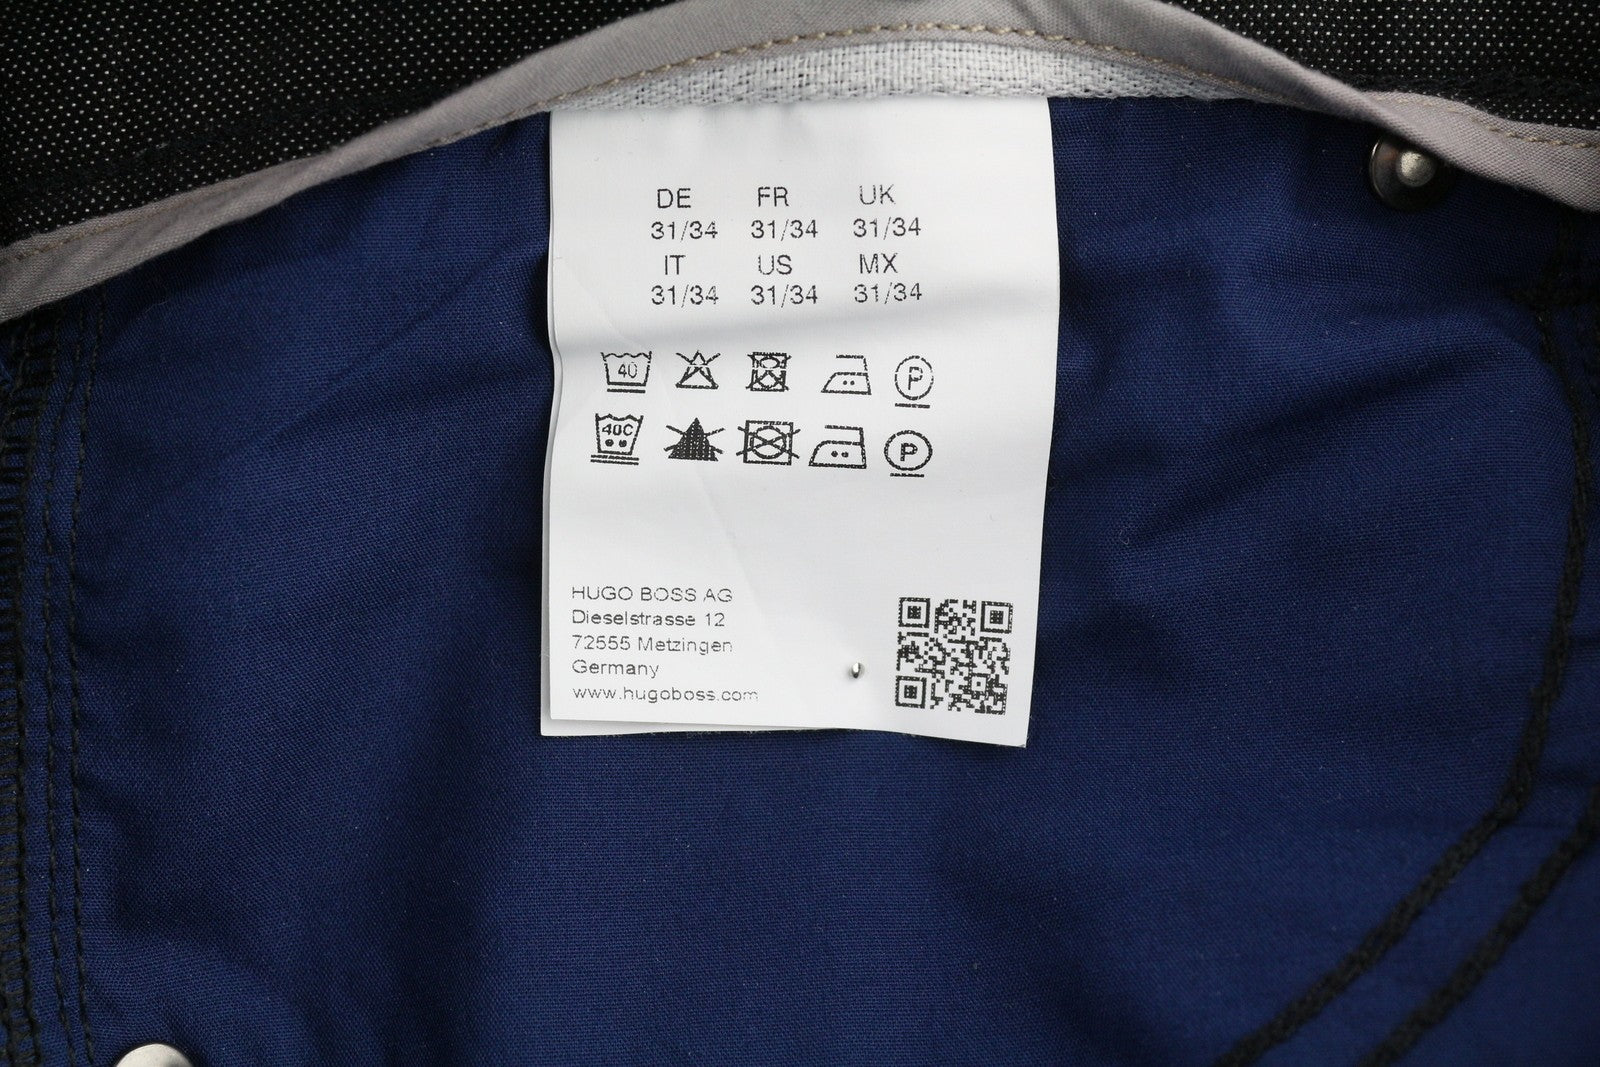 DE FR UK
31/34 31/34 31/34
IT US MX
31/34 31/34 31/34
40 P
40C P
HUGO BOSS AG
Dieselstrasse 12
72555 Metzingen
Germany
www.hugoboss.com